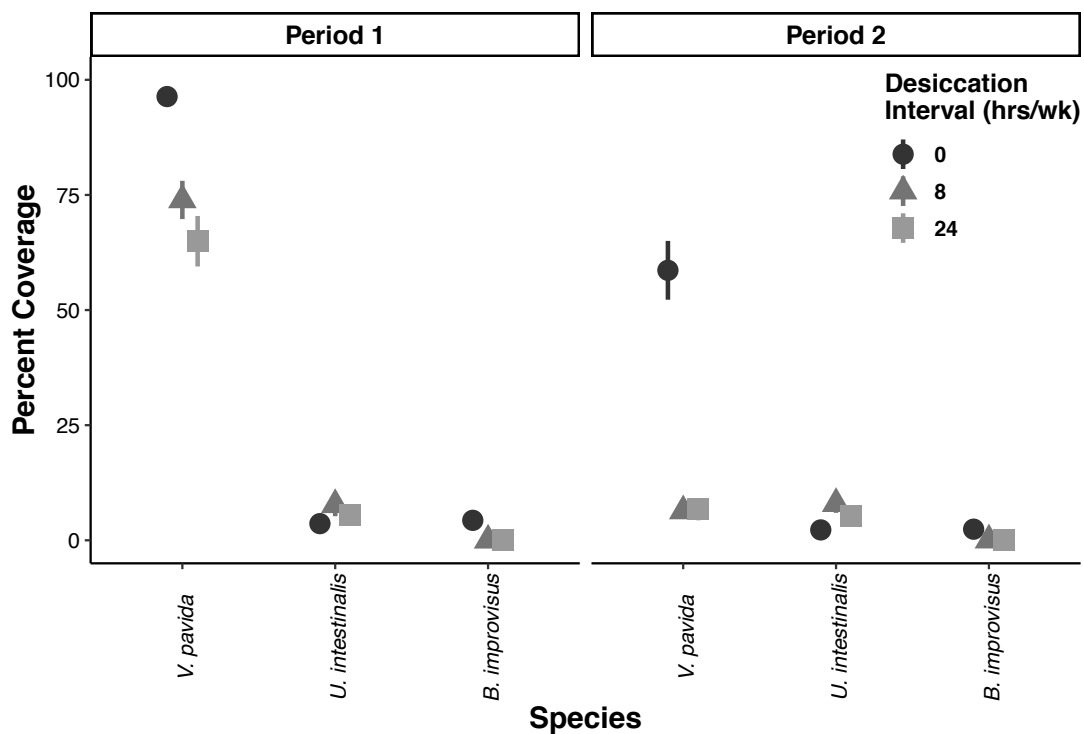 Period 1
Period 2
Desiccation
Interval (hrs/wk)
0
8
24
Percent Coverage
100
75
50
25
0
V. pavida
U. intestinalis
B. improvisus
V. pavida
U. intestinalis
B. improvisus
Species